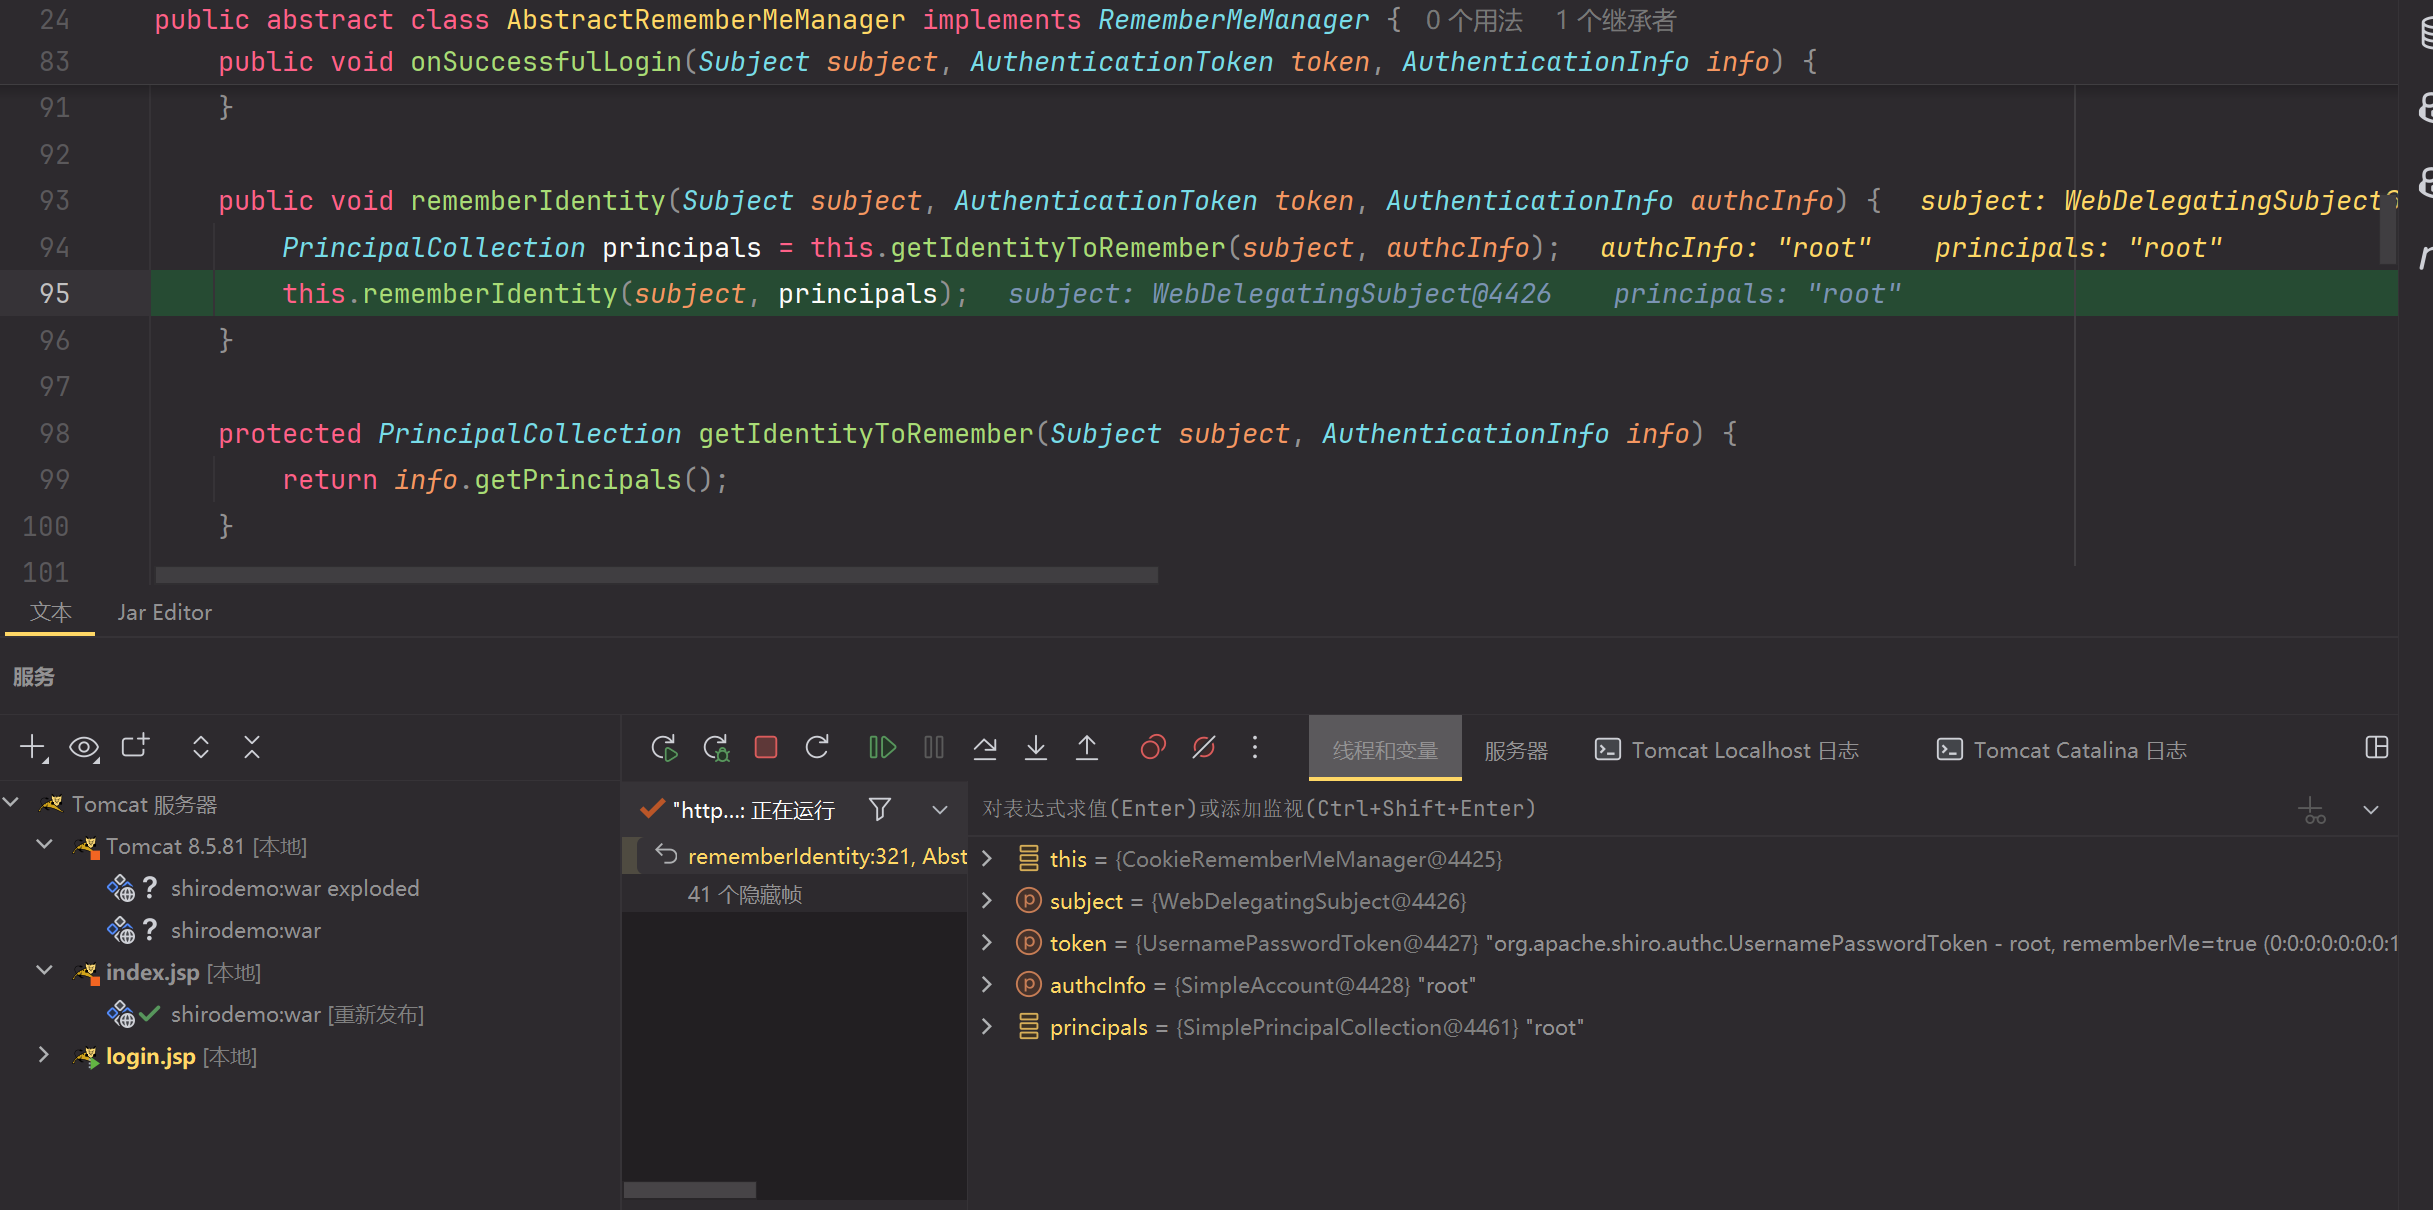 24 public abstract class AbstractRememberMeManager implements RememberMeManager { 0 个用法 1 个继承者
83 public void onSuccessfulLogin(Subject subject, AuthenticationToken token, AuthenticationInfo info) {
91 }
92
93 public void rememberIdentity(Subject subject, AuthenticationToken token, AuthenticationInfo authcInfo) { subject: WebDelegatingSubject
94 PrincipalCollection principals = this.getIdentityToRemember(subject, authcInfo); authcInfo: "root" principals: "root"
95 this.rememberIdentity(subject, principals); subject: WebDelegatingSubject@4426 principals: "root"
96 }
97
98 protected PrincipalCollection getIdentityToRemember(Subject subject, AuthenticationInfo info) {
99 return info.getPrincipals();
100 }
101
文本 Jar Editor
服务
线程和变量 服务器 Tomcat Localhost 日志 Tomcat Catalina 日志
Tomcat 服务器
Tomcat 8.5.81 [本地]
? shirodemo:war exploded
? shirodemo:war
index.jsp [本地]
shirodemo:war [重新发布]
login.jsp [本地]
"http...: 正在运行
rememberIdentity:321, Abst
41 个隐藏帧
对表达式求值(Enter)或添加监视(Ctrl+Shift+Enter)
this = {CookieRememberMeManager@4425}
subject = {WebDelegatingSubject@4426}
token = {UsernamePasswordToken@4427} "org.apache.shiro.authc.UsernamePasswordToken - root, rememberMe=true (0:0:0:0:0:0:0:1
authcInfo = {SimpleAccount@4428} "root"
principals = {SimplePrincipalCollection@4461} "root"